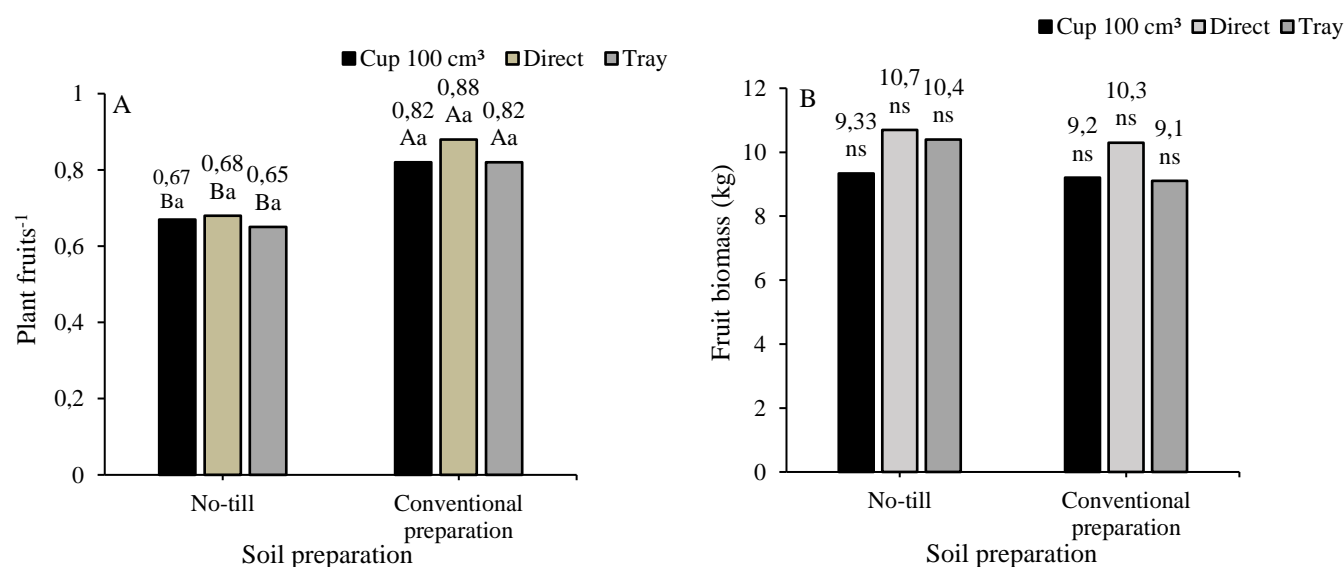 Cup 100 cm³ Direct Tray
A
1
0,8
0,6
0,4
0,2
0
Plant fruits⁻¹
0,67
Ba
0,68
Ba
0,65
Ba
0,82
Aa
0,88
Aa
0,82
Aa
No-till
Conventional
preparation
Soil preparation
Cup 100 cm³ Direct Tray
B
12
10
8
6
4
2
0
Fruit biomass (kg)
9,33
ns
10,7
ns
10,4
ns
9,2
ns
10,3
ns
9,1
ns
No-till
Conventional
preparation
Soil preparation